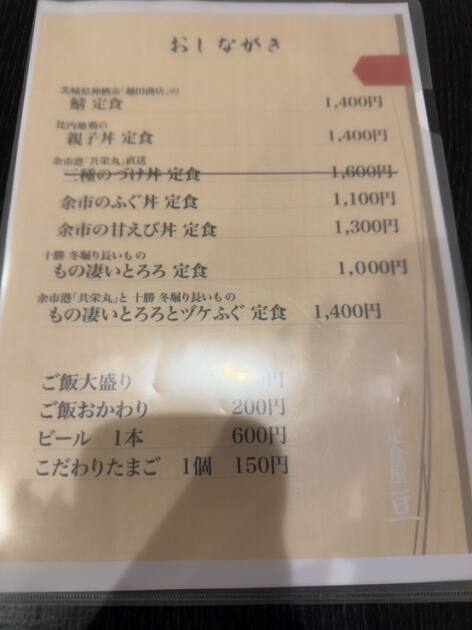 おしながき
茨城県神栖市「越田商店」の
鯖 定食 1,400円
比内地鶏の
親子丼 定食 1,400円
余市港「共栄丸」直送
三種のづけ丼 定食 1,600円
余市のふぐ丼 定食 1,100円
余市の甘えび丼 定食 1,300円
十勝 冬堀り長いもの
もの凄いとろろ 定食 1,000円
余市港「共栄丸」と 十勝 冬堀り長いもの
もの凄いとろろとヅケふぐ 定食 1,400円
ご飯大盛り 0円
ご飯おかわり 200円
ビール 1本 600円
こだわりたまご 1個 150円